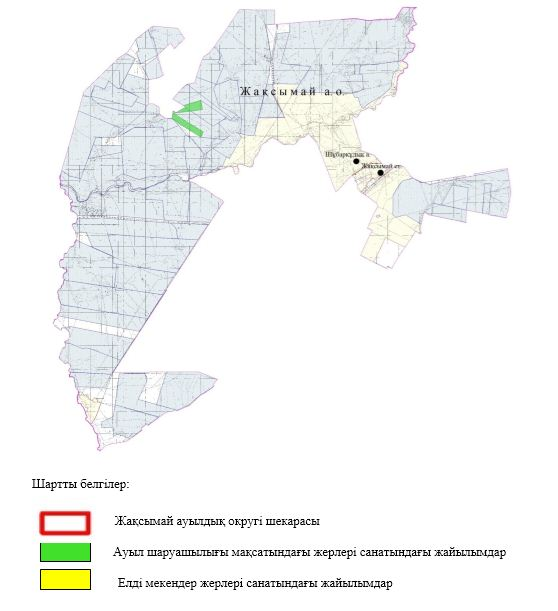 Жақсымай а.о.
Шұбарқұдық а.
Жақсымай ст.
Шартты белгілер:
Жақсымай ауылдық округі шекарасы
Ауыл шаруашылығы мақсатындағы жерлері санатындағы жайылымдар
Елді мекендер жерлері санатындағы жайылымдар